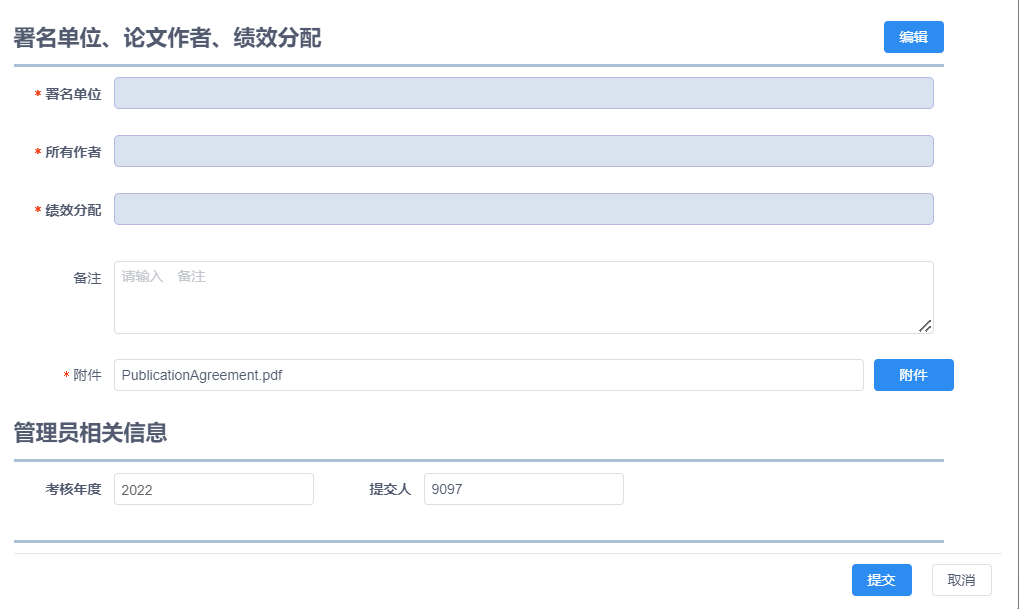 署名单位、论文作者、绩效分配
编辑
* 署名单位
* 所有作者
* 绩效分配
备注 请输入 备注
* 附件 PublicationAgreement.pdf 附件
管理员相关信息
考核年度 2022 提交人 9097
提交 取消